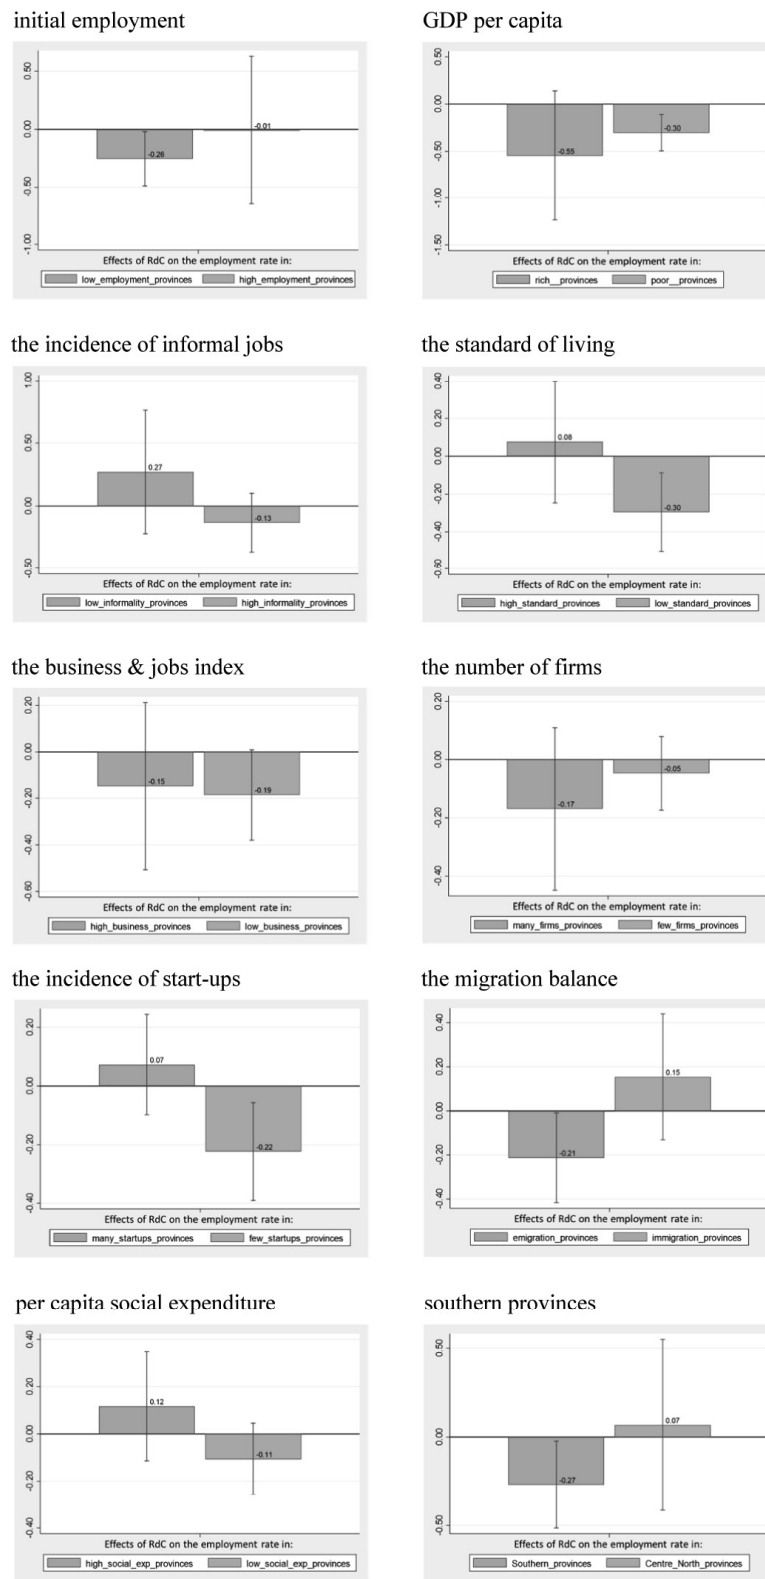 initial employment
0.50
0.00
-0.50
-1.00
-0.26
-0.01
Effects of RdC on the employment rate in:
low_employment_provinces high_employment_provinces
GDP per capita
0.50
0.00
-0.50
-1.00
-1.50
-0.55
-0.30
Effects of RdC on the employment rate in:
rich__provinces poor__provinces
the incidence of informal jobs
1.00
0.50
0.00
-0.50
0.27
-0.13
Effects of RdC on the employment rate in:
low_informality_provinces high_informality_provinces
the standard of living
0.40
0.20
0.00
-0.20
-0.40
-0.60
0.08
-0.30
Effects of RdC on the employment rate in:
high_standard_provinces low_standard_provinces
the business & jobs index
0.20
0.00
-0.20
-0.40
-0.60
-0.15
-0.19
Effects of RdC on the employment rate in:
high_business_provinces low_business_provinces
the number of firms
0.20
0.00
-0.20
-0.40
-0.17
-0.05
Effects of RdC on the employment rate in:
many_firms_provinces few_firms_provinces
the incidence of start-ups
0.20
0.00
-0.20
-0.40
0.07
-0.22
Effects of RdC on the employment rate in:
many_startups_provinces few_startups_provinces
the migration balance
0.40
0.20
0.00
-0.20
-0.40
-0.21
0.15
Effects of RdC on the employment rate in:
emigration_provinces immigration_provinces
per capita social expenditure
0.40
0.20
0.00
-0.20
-0.40
0.12
-0.11
Effects of RdC on the employment rate in:
high_social_exp_provinces low_social_exp_provinces
southern provinces
0.50
0.00
-0.50
-0.27
0.07
Effects of RdC on the employment rate in:
Southern_provinces Centre_North_provinces